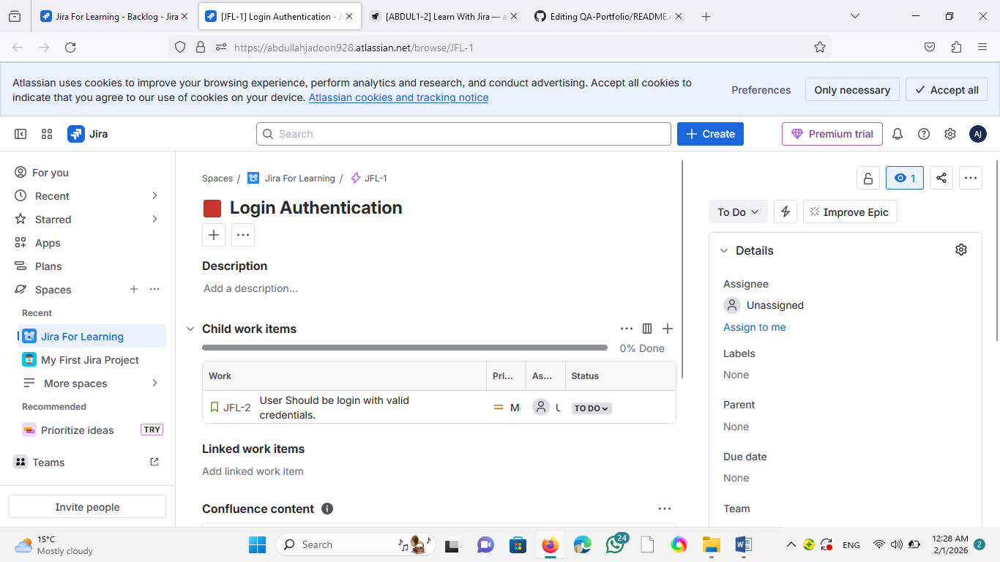 Jira For Learning - Backlog - Jira
[JFL-1] Login Authentication - J
[ABDUL1-2] Learn With Jira — a
Editing QA-Portfolio/README.m
https://abdullahjadoon928.atlassian.net/browse/JFL-1
Atlassian uses cookies to improve your browsing experience, perform analytics and research, and conduct advertising. Accept all cookies to
indicate that you agree to our use of cookies on your device. Atlassian cookies and tracking notice
Preferences
Only necessary
Accept all
Jira
Search
Create
Premium trial
AJ
For you
Recent
Starred
Apps
Plans
Spaces
Recent
Jira For Learning
My First Jira Project
More spaces
Recommended
Prioritize ideas
TRY
Teams
Invite people
Spaces / Jira For Learning / JFL-1
Login Authentication
Description
Add a description...
Child work items
0% Done
Work Pri... As... Status
JFL-2 User Should be login with valid
credentials.
M
U
TO DO
Linked work items
Add linked work item
Confluence content
1
To Do
Improve Epic
Details
Assignee
Unassigned
Assign to me
Labels
None
Parent
None
Due date
None
Team
15°C
Mostly cloudy
Search
24
ENG
12:28 AM
2/1/2026
2